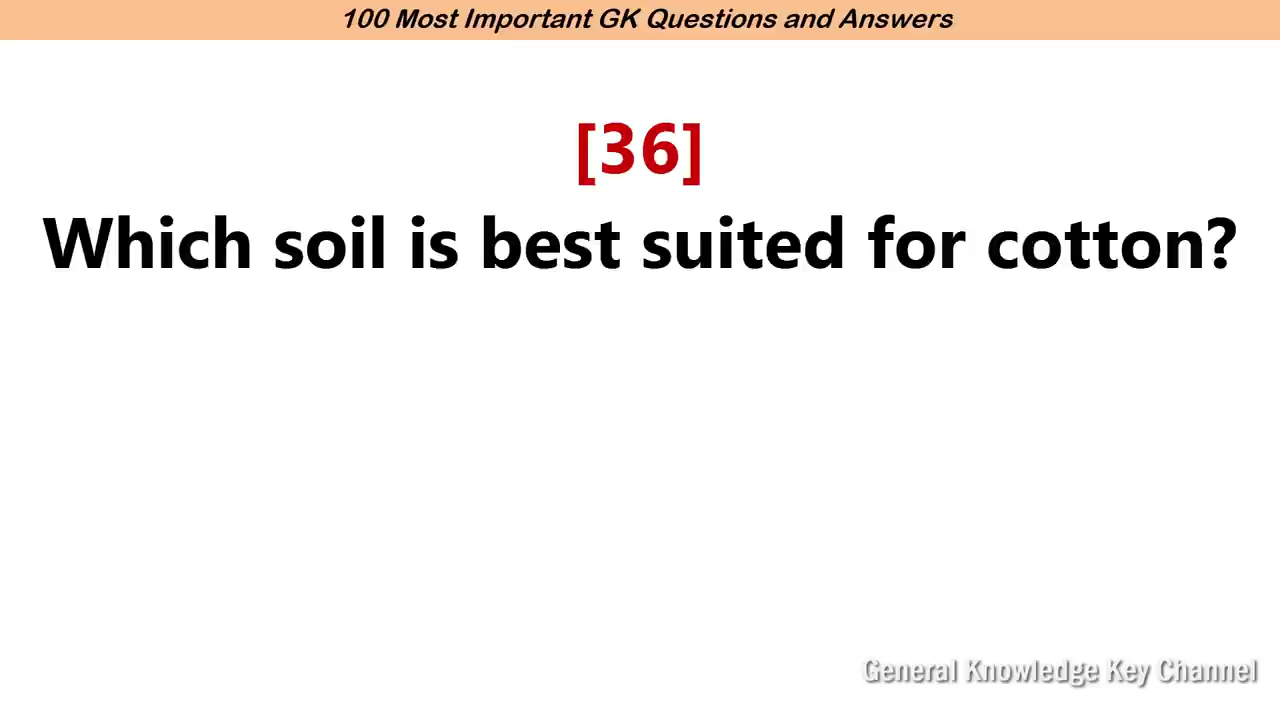 100 Most Important GK Questions and Answers
[36]
Which soil is best suited for cotton?
General Knowledge Key Channel